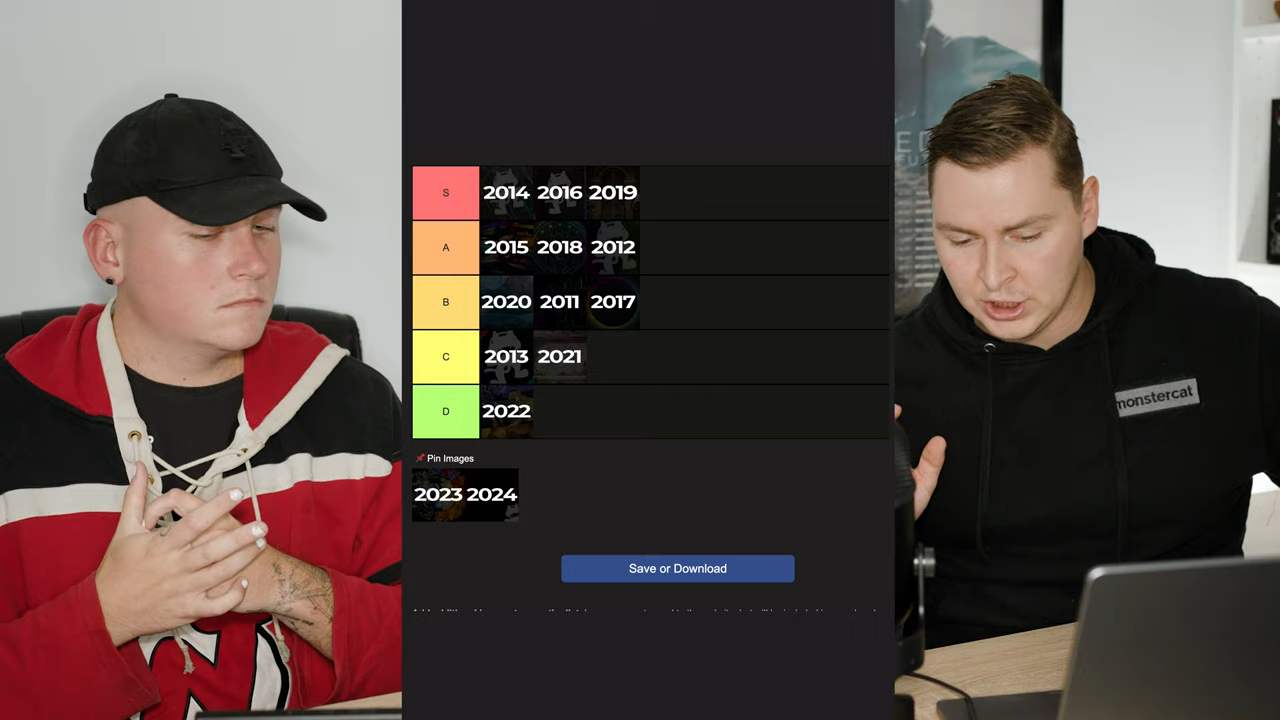 S 2014 2016 2019
A 2015 2018 2012
B 2020 2011 2017
C 2013 2021
D 2022
📌 Pin Images
2023 2024
Save or Download
monstercat